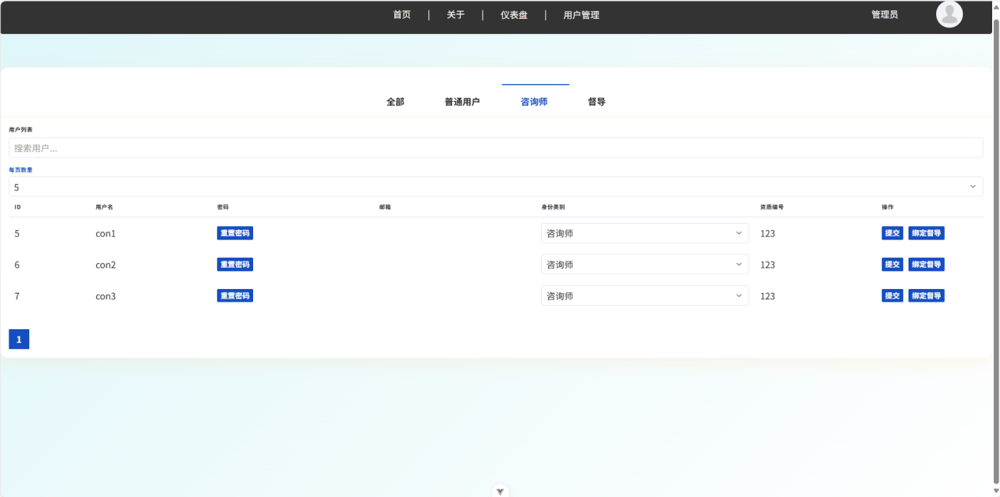 首页 | 关于 | 仪表盘 | 用户管理 管理员
全部 普通用户 咨询师 督导
用户列表
搜索用户...
每页数量
5
ID 用户名 密码 邮箱 身份类别 资质编号 操作
5 con1 重置密码 咨询师 123 提交 绑定督导
6 con2 重置密码 咨询师 123 提交 绑定督导
7 con3 重置密码 咨询师 123 提交 绑定督导
1